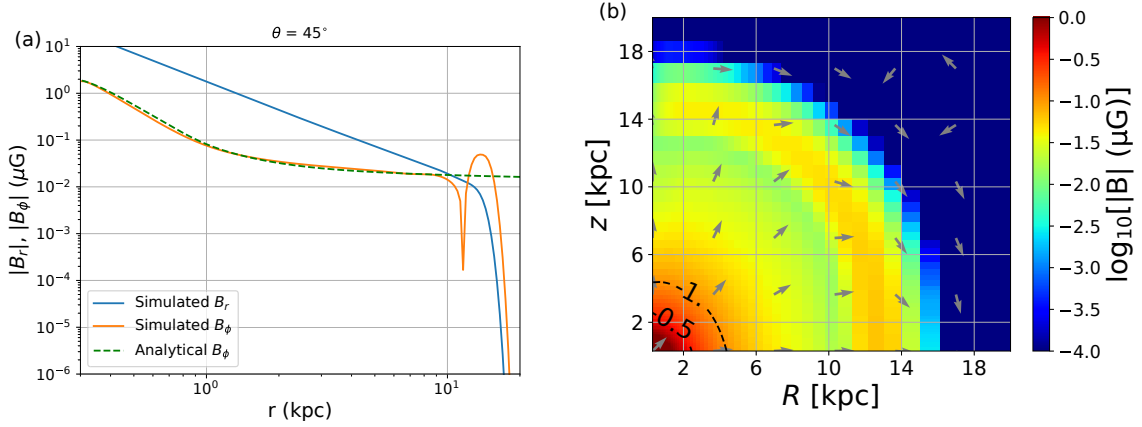 (a)
θ = 45°
10¹
10⁰
10⁻¹
10⁻²
10⁻³
10⁻⁴
10⁻⁵
10⁻⁶
|B_r|, |B_ϕ| (μG)
Simulated B_r
Simulated B_ϕ
Analytical B_ϕ
10⁰
10¹
r (kpc)
(b)
18
14
10
6
2
z [kpc]
1.
0.5
2
6
10
14
18
R [kpc]
0.0
−0.5
−1.0
−1.5
−2.0
−2.5
−3.0
−3.5
−4.0
log₁₀[|B| (μG)]